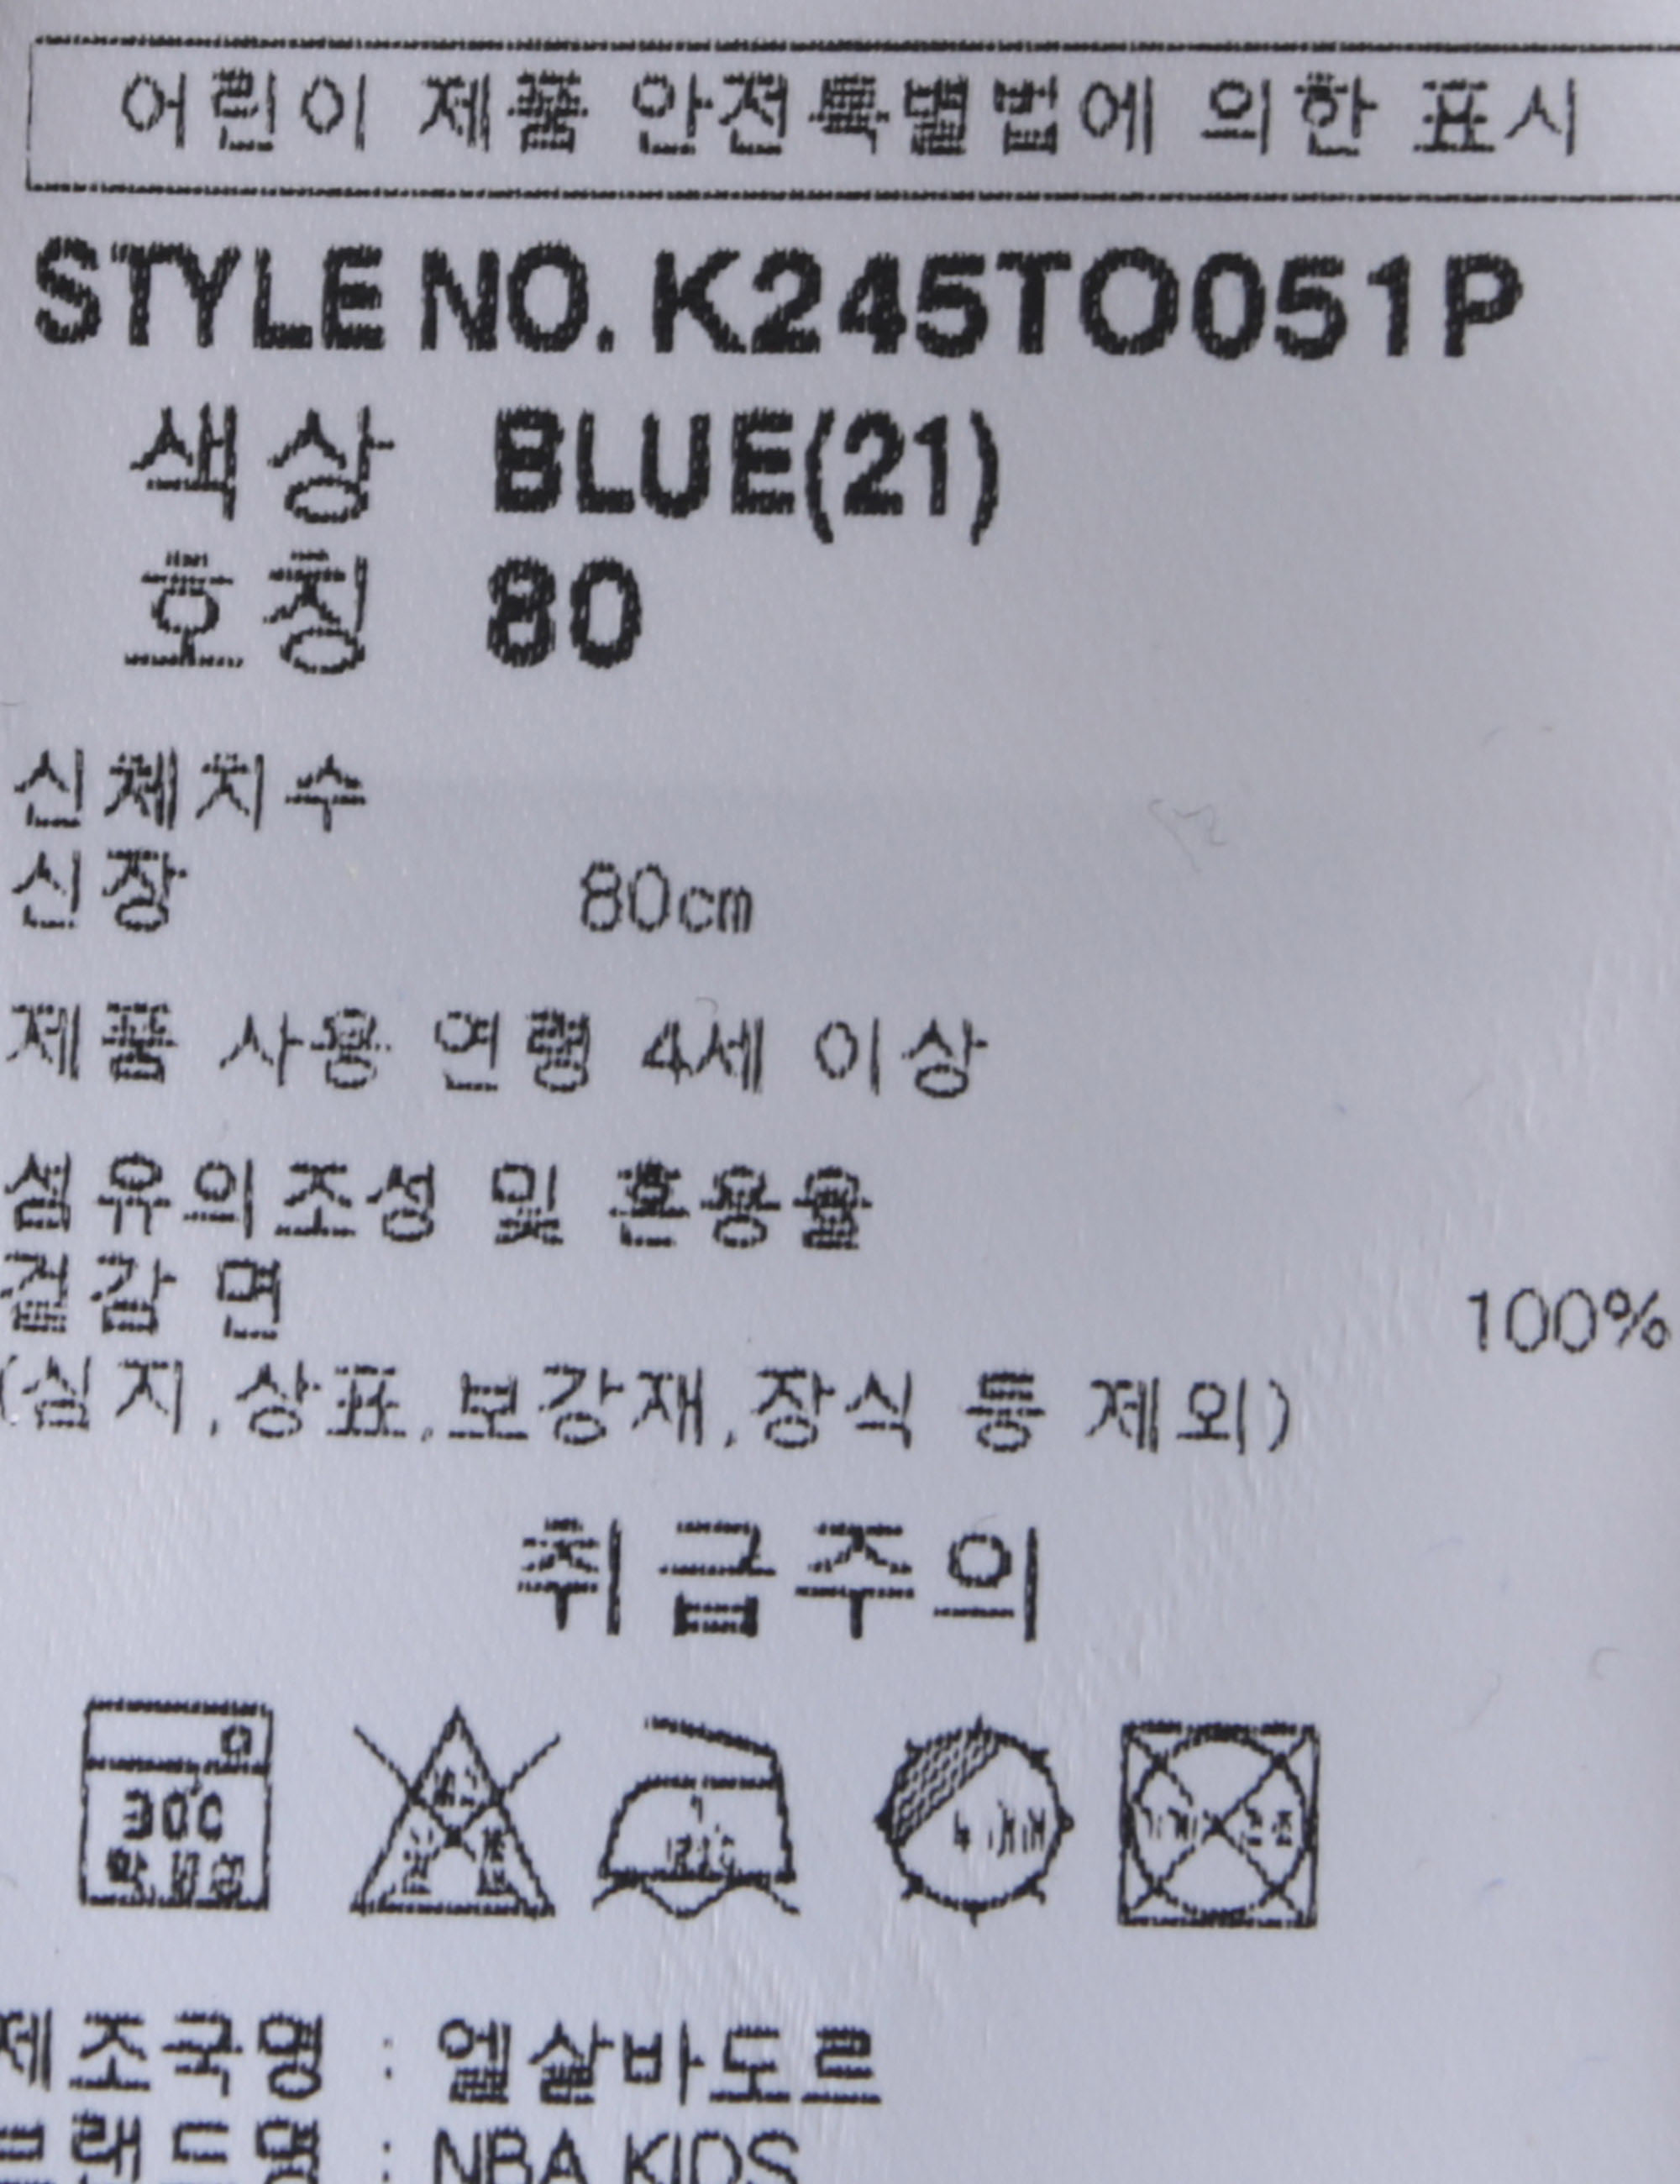 어린이 제품 안전특별법에 의한 표시
STYLE NO. K245TO051P
색상 BLUE(21)
호칭 80
신체치수
신장 80cm
제품 사용 연령 4세 이상
섬유의조성 및 혼용율
겉감 면 100%
(심지,상표,보강재,장식 등 제외)
취급주의
30℃
제조국명 : 엘살바도르
브랜드명 : NBA KIDS